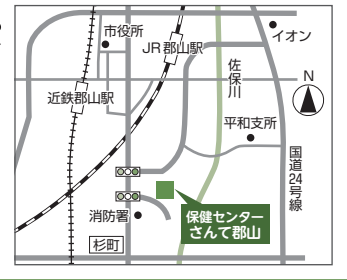 市役所
イオン
JR郡山駅
佐保川
N
近鉄郡山駅
平和支所
国道24号線
消防署
保健センター
さんて郡山
杉町